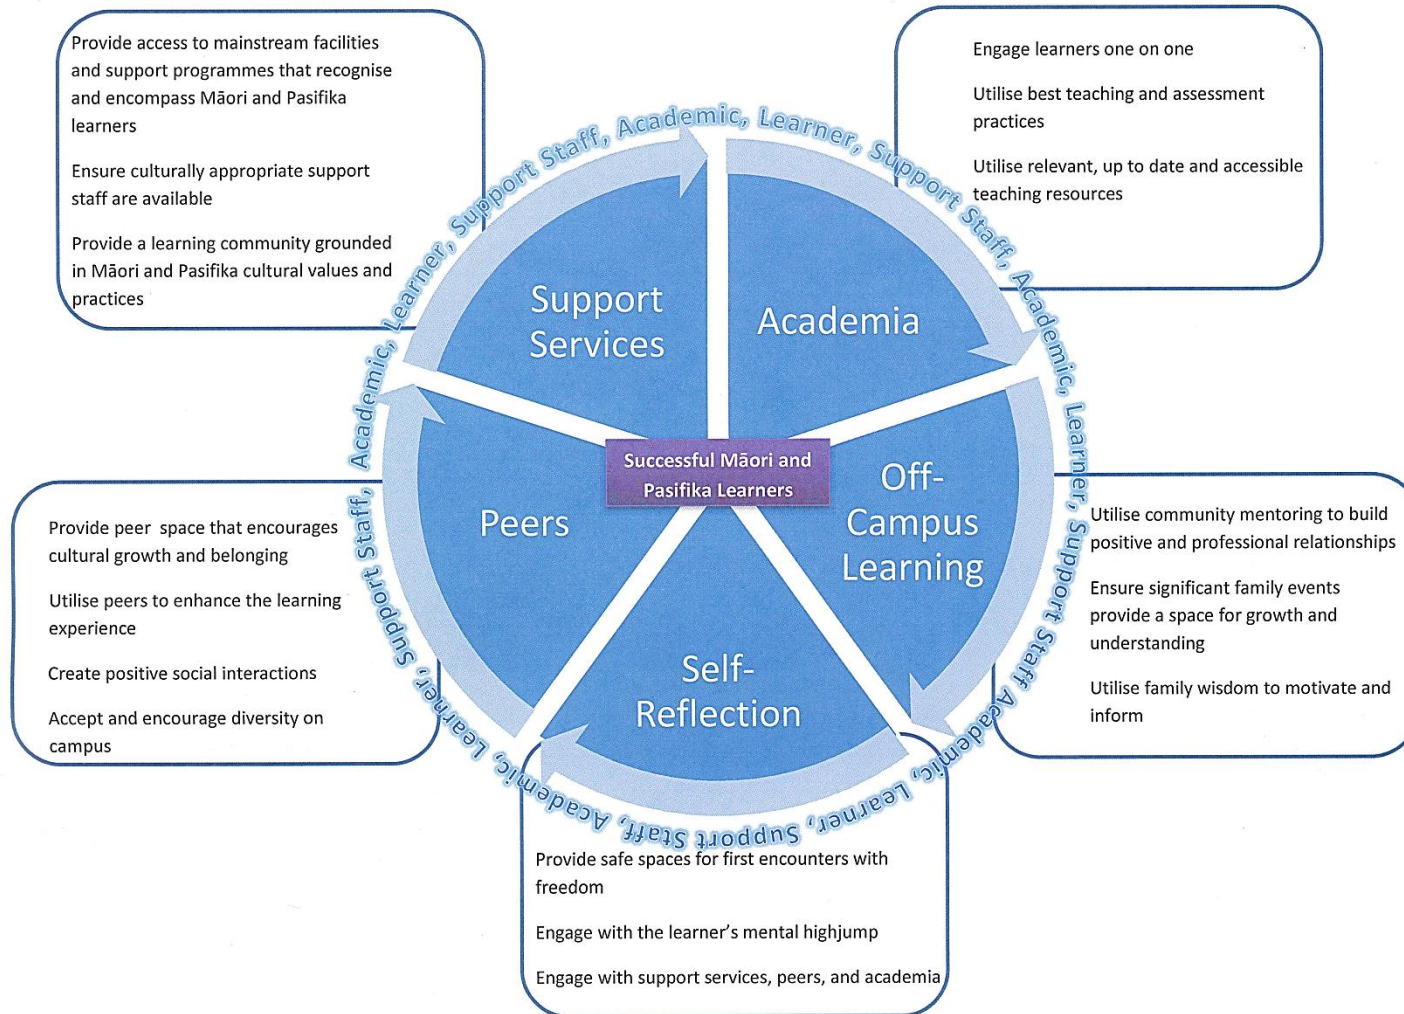 Provide access to mainstream facilities
and support programmes that recognise
and encompass Māori and Pasifika
learners
Ensure culturally appropriate support
staff are available
Provide a learning community grounded
in Māori and Pasifika cultural values and
practices
Engage learners one on one
Utilise best teaching and assessment
practices
Utilise relevant, up to date and accessible
teaching resources
Academic, Learner, Support Staff, Academic, Learner, Support Staff, Academic, Learner, Support Staff Academic, Learner, Support Staff, Academic, Learner, Support Staff,
Support
Services
Academia
Successful Māori and
Pasifika Learners
Peers
Off-
Campus
Learning
Self-
Reflection
Provide peer space that encourages
cultural growth and belonging
Utilise peers to enhance the learning
experience
Create positive social interactions
Accept and encourage diversity on
campus
Utilise community mentoring to build
positive and professional relationships
Ensure significant family events
provide a space for growth and
understanding
Utilise family wisdom to motivate and
inform
Provide safe spaces for first encounters with
freedom
Engage with the learner's mental highjump
Engage with support services, peers, and academia